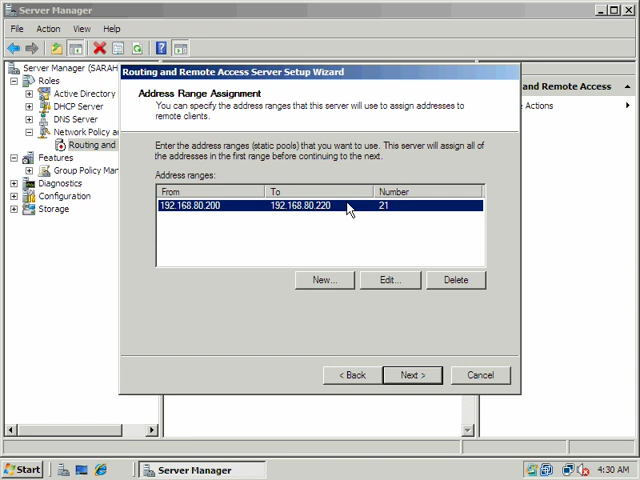 Server Manager
File Action View Help
Server Manager (SARAH
Roles
Active Directory
DHCP Server
DNS Server
Network Policy a
Routing and
Features
Group Policy Mar
Diagnostics
Configuration
Storage
Routing and Remote Access Server Setup Wizard
Address Range Assignment
You can specify the address ranges that this server will use to assign addresses to
remote clients.
Enter the address ranges (static pools) that you want to use. This server will assign all of
the addresses in the first range before continuing to the next.
Address ranges:
From To Number
192.168.80.200 192.168.80.220 21
New... Edit... Delete
< Back Next > Cancel
and Remote Access
Actions
Start
Server Manager
4:30 AM